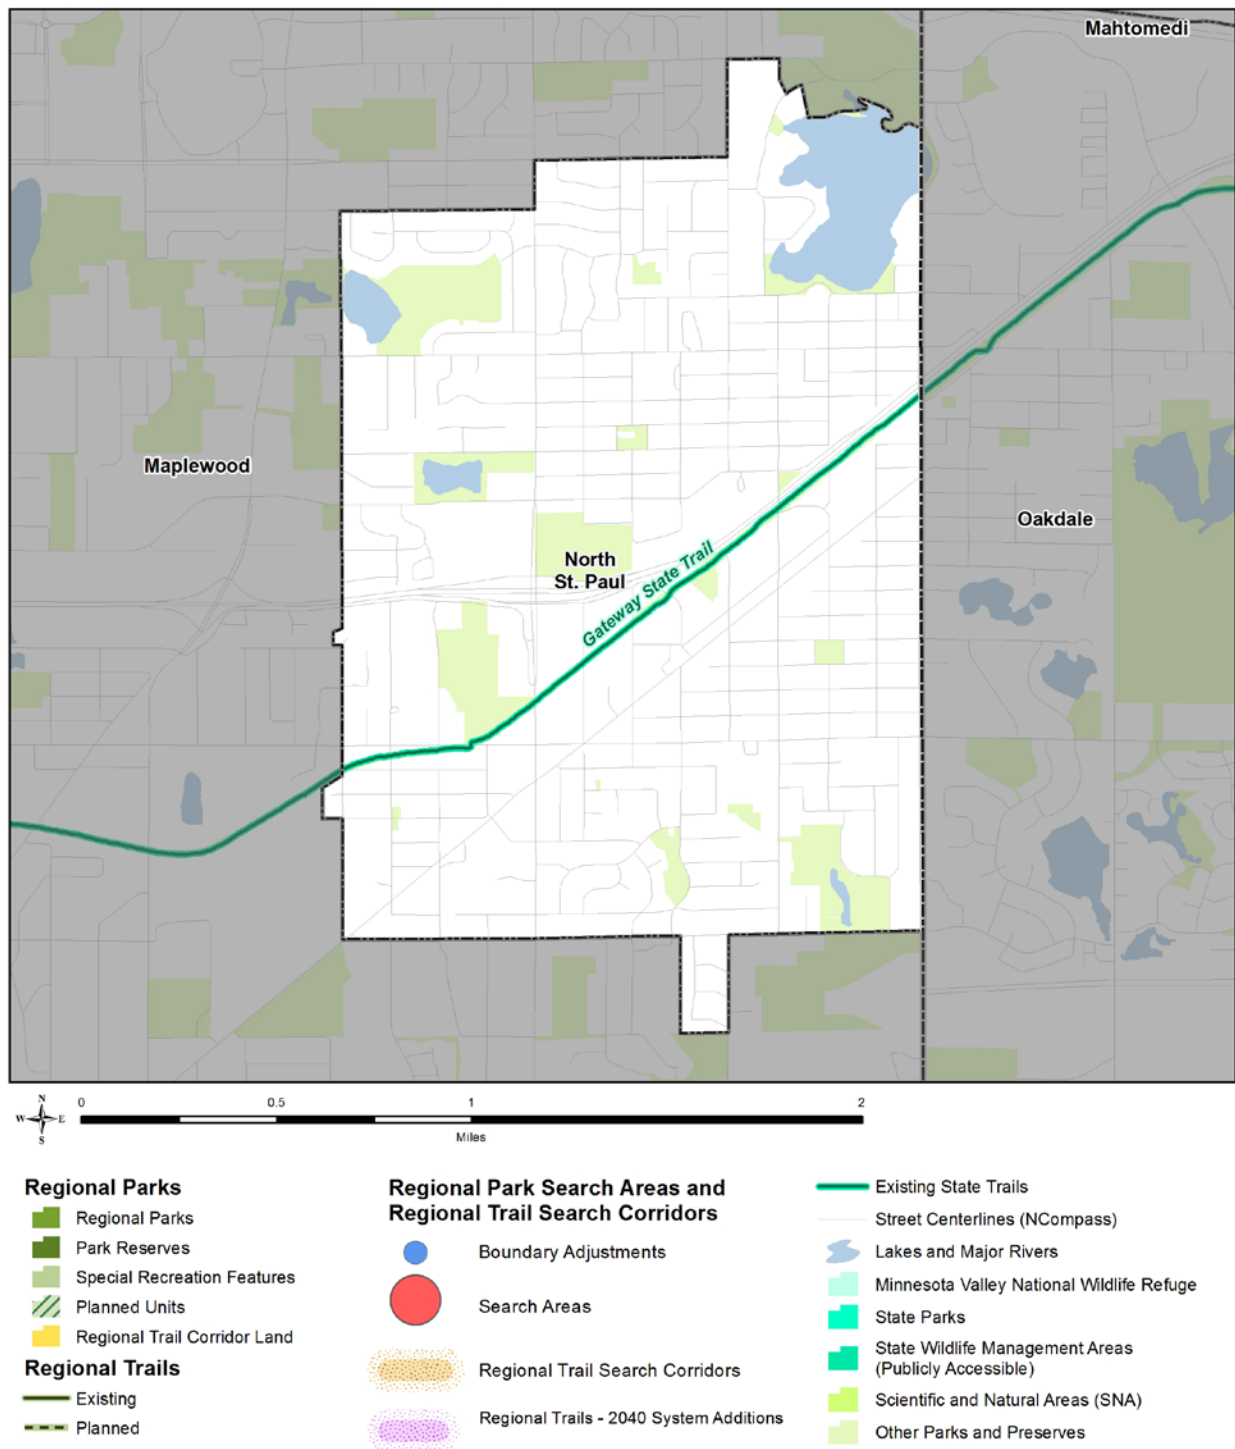 Mahtomedi
Maplewood
Oakdale
North
St. Paul
Gateway State Trail
N
W E
S
0 0.5 1 2
Miles
Regional Parks
Regional Parks
Park Reserves
Special Recreation Features
Planned Units
Regional Trail Corridor Land
Regional Trails
Existing
Planned
Regional Park Search Areas and
Regional Trail Search Corridors
Boundary Adjustments
Search Areas
Regional Trail Search Corridors
Regional Trails - 2040 System Additions
Existing State Trails
Street Centerlines (NCompass)
Lakes and Major Rivers
Minnesota Valley National Wildlife Refuge
State Parks
State Wildlife Management Areas
(Publicly Accessible)
Scientific and Natural Areas (SNA)
Other Parks and Preserves